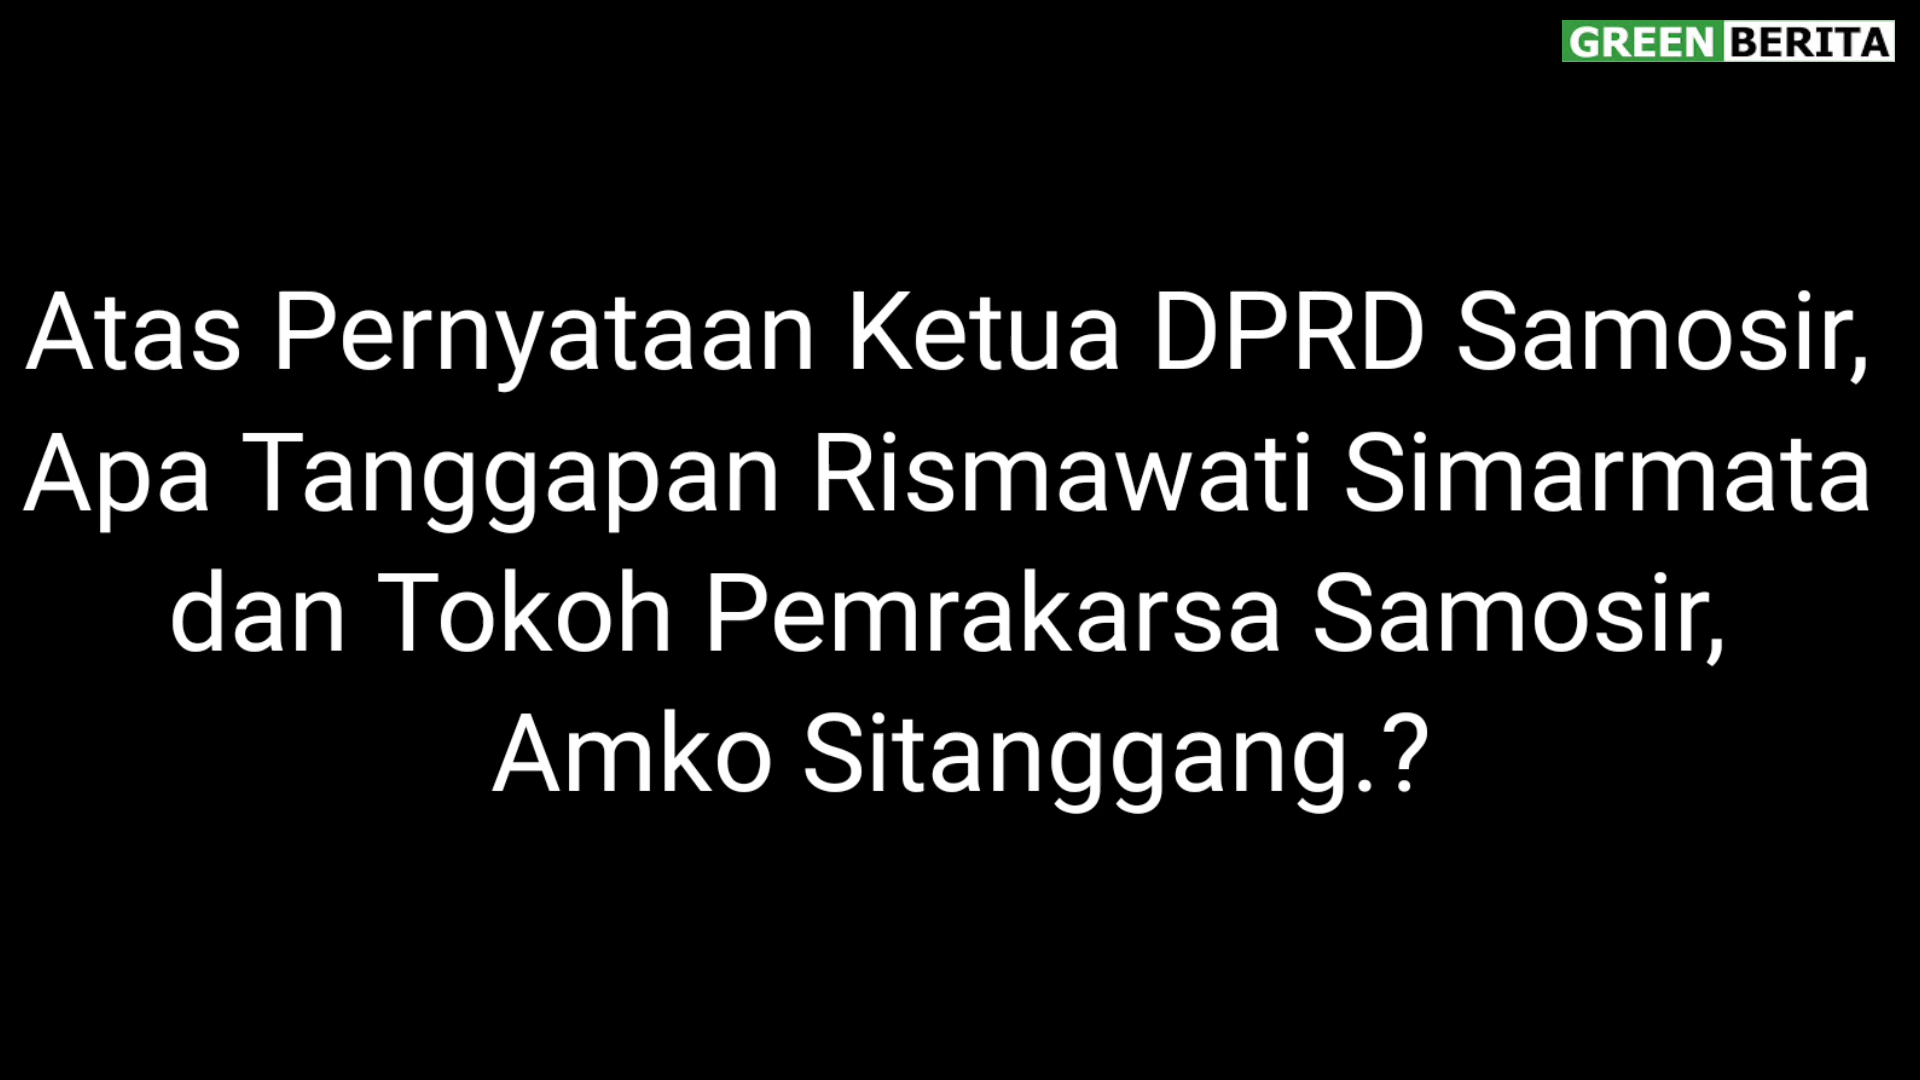 GREEN BERITA
Atas Pernyataan Ketua DPRD Samosir,
Apa Tanggapan Rismawati Simarmata
dan Tokoh Pemrakarsa Samosir,
Amko Sitanggang.?